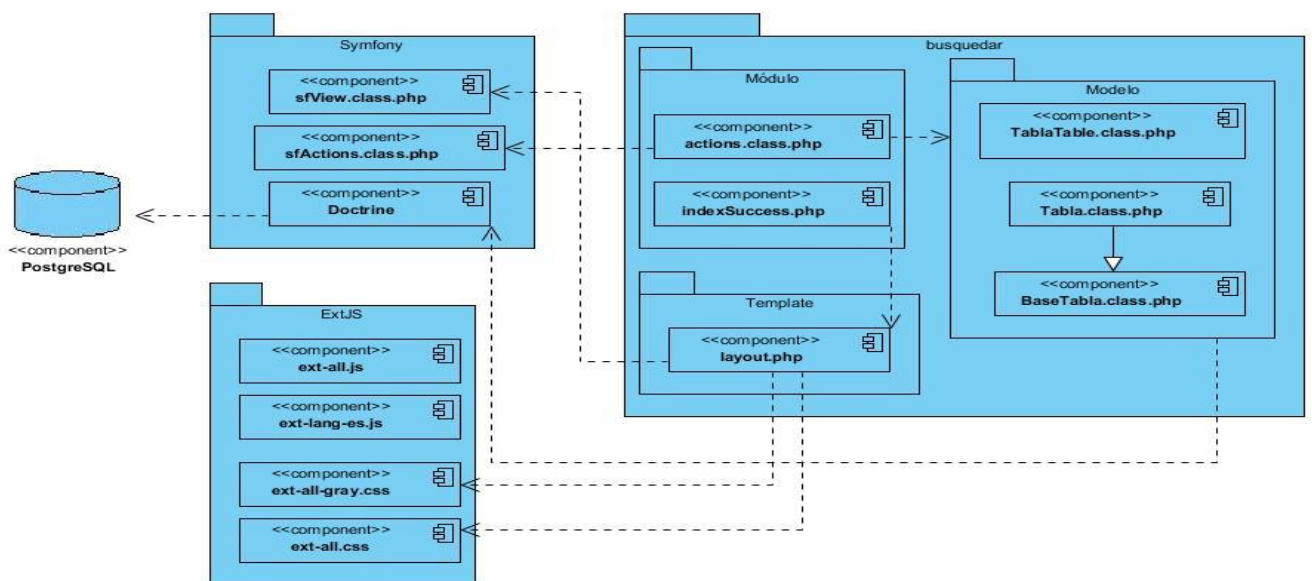 Symfony
<<component>>
sfView.class.php
<<component>>
sfActions.class.php
<<component>>
Doctrine
<<component>>
PostgreSQL
ExtJS
<<component>>
ext-all.js
<<component>>
ext-lang-es.js
<<component>>
ext-all-gray.css
<<component>>
ext-all.css
busquedar
Módulo
<<component>>
actions.class.php
<<component>>
indexSuccess.php
Template
<<component>>
layout.php
Modelo
<<component>>
TablaTable.class.php
<<component>>
Tabla.class.php
<<component>>
BaseTabla.class.php